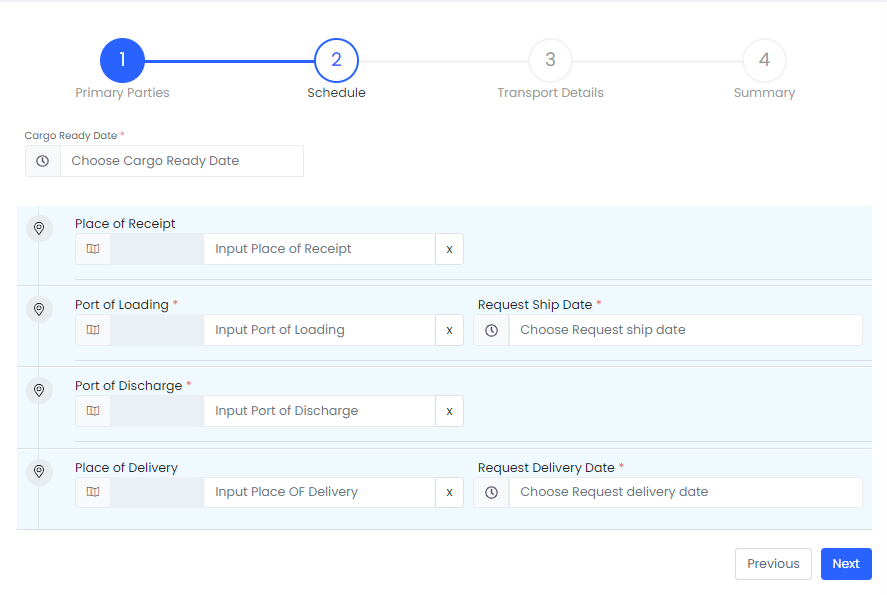 1 2 3 4
Primary Parties Schedule Transport Details Summary
Cargo Ready Date *
Choose Cargo Ready Date
Place of Receipt
Input Place of Receipt x
Port of Loading * Request Ship Date *
Input Port of Loading x Choose Request ship date
Port of Discharge *
Input Port of Discharge x
Place of Delivery Request Delivery Date *
Input Place OF Delivery x Choose Request delivery date
Previous Next